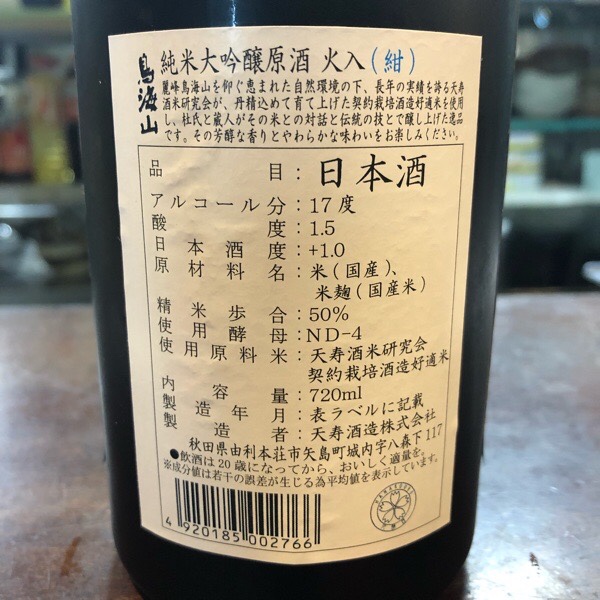 鳥海山
純米大吟醸原酒 火入(紺)
麗峰鳥海山を仰ぐ恵まれた自然環境の下、長年の実績を誇る天寿
酒米研究会が、丹精込めて育て上げた契約栽培酒造好適米を使用
し、杜氏と蔵人がその米との対話と伝統の技とで醸し上げた逸品
です。その芳醇な香りとやわらかな味わいをお楽しみください。
品目:日本酒
アルコール分:17度
酸度:1.5
日本酒度:+1.0
原材料名:米(国産)、
米麹(国産米)
精米歩合:50%
使用酵母:ND-4
使用原料米:天寿酒米研究会
契約栽培酒造好適米
内容量:720ml
製造年月:表ラベルに記載
製造者:天寿酒造株式会社
秋田県由利本荘市矢島町城内字八森下117
●飲酒は20歳になってから、おいしく適量を。
※成分値は若干の誤差が生じる為平均値を表示しています。
4 920185 002766